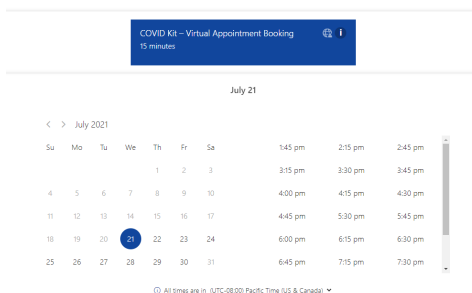 COVID Kit – Virtual Appointment Booking
15 minutes
July 21
July 2021
Su Mo Tu We Th Fr Sa
1 2 3
4 5 6 7 8 9 10
11 12 13 14 15 16 17
18 19 20 21 22 23 24
25 26 27 28 29 30 31
1:45 pm 2:15 pm 2:45 pm
3:15 pm 3:30 pm 3:45 pm
4:00 pm 4:15 pm 4:30 pm
4:45 pm 5:30 pm 5:45 pm
6:00 pm 6:15 pm 6:30 pm
6:45 pm 7:15 pm 7:30 pm
All times are in (UTC-08:00) Pacific Time (US & Canada)